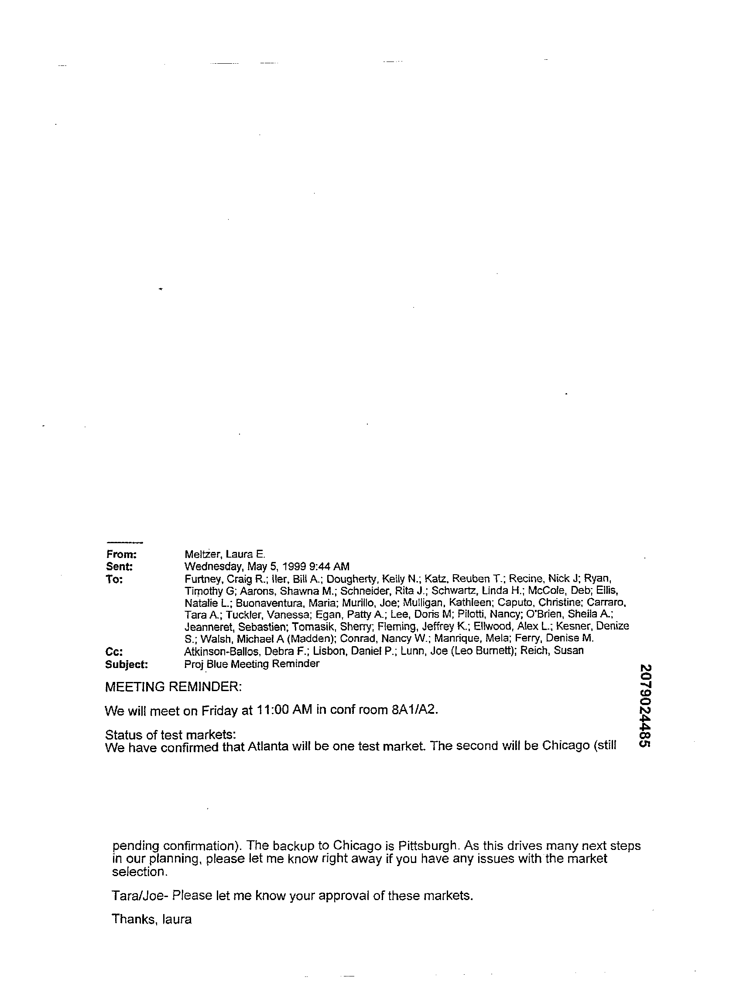 From: Meltzer, Laura E.
Sent: Wednesday, May 5, 1999 9:44 AM
To: Furtney, Craig R.; Iler, Bill A.; Dougherty, Kelly N.; Katz, Reuben T.; Recine, Nick J; Ryan,
Timothy G; Aarons, Shawna M.; Schneider, Rita J.; Schwartz, Linda H.; McCole, Deb; Ellis,
Natalie L.; Buonaventura, Maria; Murillo, Joe; Mulligan, Kathleen; Caputo, Christine; Carraro,
Tara A.; Tuckler, Vanessa; Egan, Patty A.; Lee, Doris M; Pilotti, Nancy; O'Brien, Sheila A.;
Jeanneret, Sebastien; Tomasik, Sherry; Fleming, Jeffrey K.; Ellwood, Alex L.; Kesner, Denize
S.; Walsh, Michael A (Madden); Conrad, Nancy W.; Manrique, Mela; Ferry, Denise M.
Cc: Atkinson-Ballos, Debra F.; Lisbon, Daniel P.; Lunn, Joe (Leo Burnett); Reich, Susan
Subject: Proj Blue Meeting Reminder
MEETING REMINDER:
We will meet on Friday at 11:00 AM in conf room 8A1/A2.
Status of test markets:
We have confirmed that Atlanta will be one test market. The second will be Chicago (still
pending confirmation). The backup to Chicago is Pittsburgh. As this drives many next steps
in our planning, please let me know right away if you have any issues with the market
selection.
Tara/Joe- Please let me know your approval of these markets.
Thanks, laura
2079024485